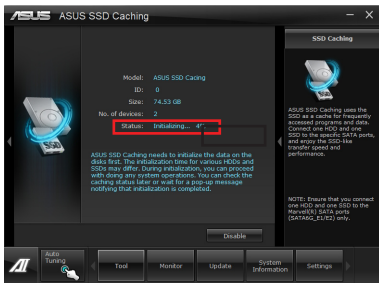 ASUS ASUS SSD Caching
SSD Caching
Model: ASUS SSD Cacing
ID: 0
Size: 74.53 GB
No. of devices: 2
Status: Initializing... 4%
ASUS SSD Caching needs to initialize the data on the
disks first. The initialization time for various HDDs and
SSDs may differ. During initialization, you can proceed
with doing any system operations. You can check the
caching status later or wait for a pop-up message
notifying that initialization is completed.
Disable
ASUS SSD Caching uses the
SSD as a cache for frequently
accessed programs and data.
Connect one HDD and one
SSD to the specific SATA ports,
and enjoy the SSD-like
transfer speed and
performance.
NOTE: Ensure that you connect
one HDD and one SSD to the
Marvell(R) SATA ports
(SATA6G_E1/E2) only.
AI
Auto
Tuning
Tool
Monitor
Update
System
Information
Settings